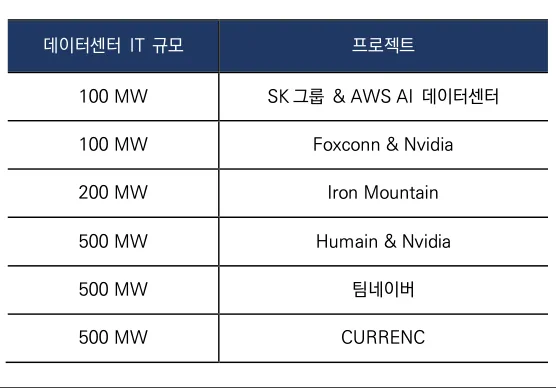 데이터센터 IT 규모 프로젝트
100 MW SK그룹 & AWS AI 데이터센터
100 MW Foxconn & Nvidia
200 MW Iron Mountain
500 MW Humain & Nvidia
500 MW 팀네이버
500 MW CURRENC